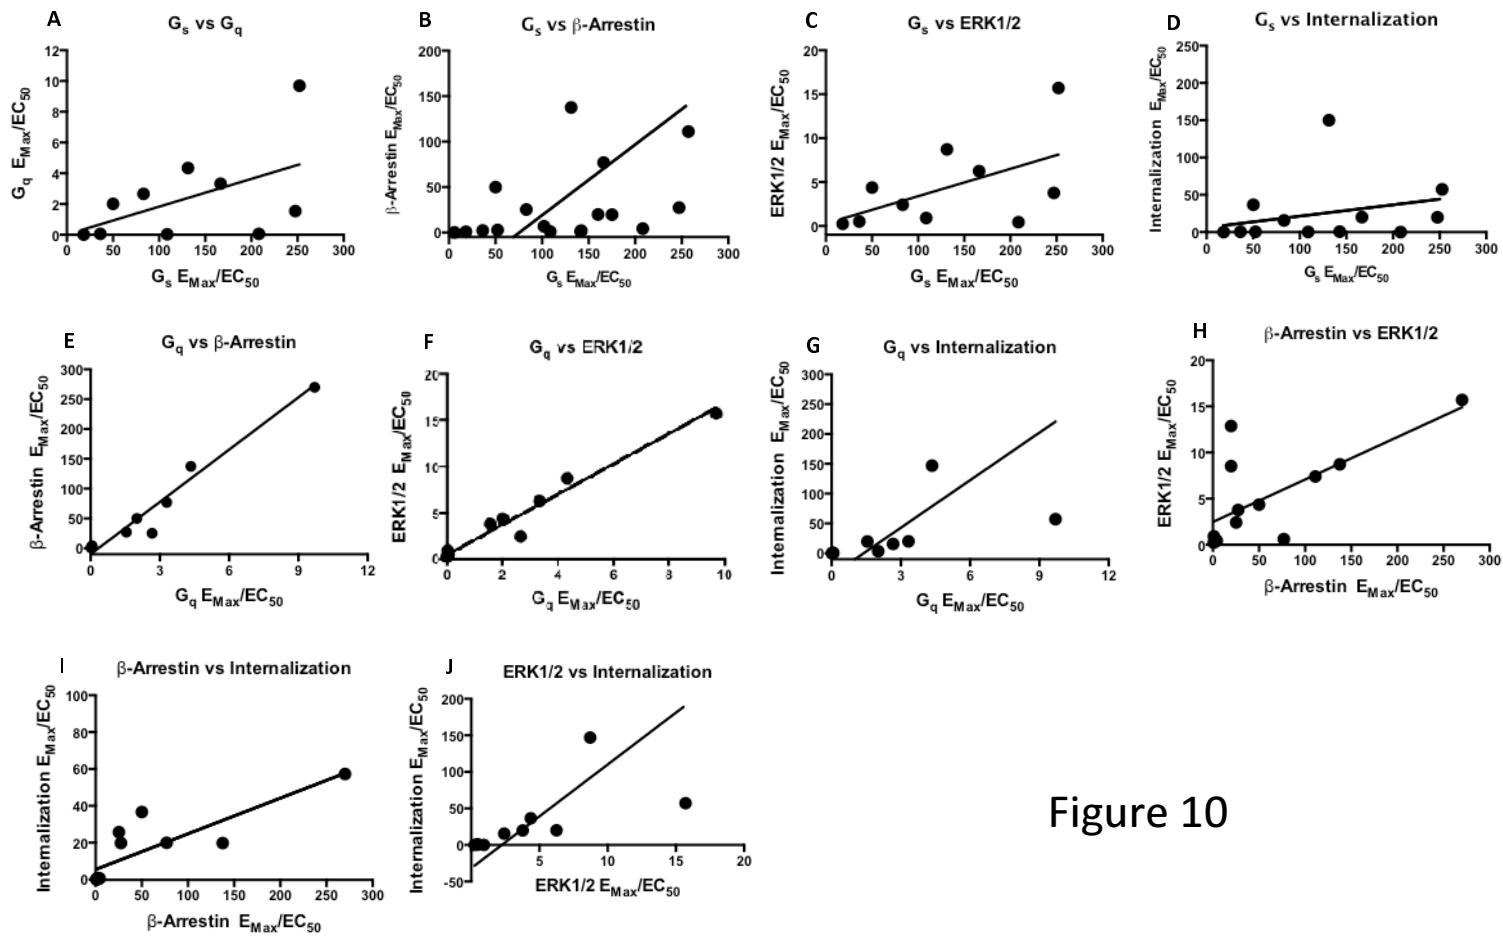 A
Gs vs Gq
12
10
8
6
4
2
0
Gq EMax/EC50
0 50 100 150 200 250 300
Gs EMax/EC50
B
Gs vs β-Arrestin
200
150
100
50
0
β-Arrestin EMax/EC50
0 50 100 150 200 250 300
Gs EMax/EC50
C
Gs vs ERK1/2
20
15
10
5
0
ERK1/2 EMax/EC50
0 50 100 150 200 250 300
Gs EMax/EC50
D
Gs vs Internalization
250
200
150
100
50
0
Internalization EMax/EC50
0 50 100 150 200 250 300
Gs EMax/EC50
E
Gq vs β-Arrestin
300
250
200
150
100
50
0
β-Arrestin EMax/EC50
0 3 6 9 12
Gq EMax/EC50
F
Gq vs ERK1/2
20
15
10
5
0
ERK1/2 EMax/EC50
0 2 4 6 8 10
Gq EMax/EC50
G
Gq vs Internalization
300
250
200
150
100
50
0
Internalization EMax/EC50
0 3 6 9 12
Gq EMax/EC50
H
β-Arrestin vs ERK1/2
20
15
10
5
0
ERK1/2 EMax/EC50
0 50 100 150 200 250 300
β-Arrestin EMax/EC50
I
β-Arrestin vs Internalization
100
80
60
40
20
0
Internalization EMax/EC50
0 50 100 150 200 250 300
β-Arrestin EMax/EC50
J
ERK1/2 vs Internalization
200
150
100
50
0
-50
Internalization EMax/EC50
5 10 15 20
ERK1/2 EMax/EC50
Figure 10